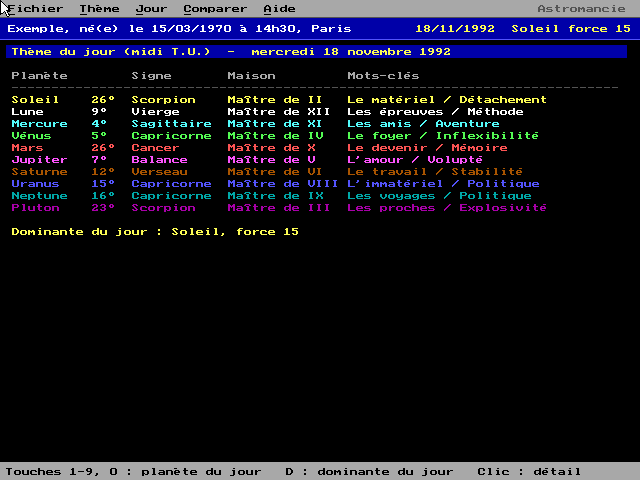 Fichier  Thème  Jour  Comparer  Aide  Astromancie
Exemple, né(e) le 15/03/1970 à 14h30, Paris  18/11/1992  Soleil force 15
Thème du jour (midi T.U.)  -  mercredi 18 novembre 1992
Planète  Signe  Maison  Mots-clés
Soleil  26°  Scorpion  Maître de II  Le matériel / Détachement
Lune  9°  Vierge  Maître de XII  Les épreuves / Méthode
Mercure  4°  Sagittaire  Maître de XI  Les amis / Aventure
Vénus  5°  Capricorne  Maître de IV  Le foyer / Inflexibilité
Mars  26°  Cancer  Maître de X  Le devenir / Mémoire
Jupiter  7°  Balance  Maître de V  L'amour / Volupté
Saturne  12°  Verseau  Maître de VI  Le travail / Stabilité
Uranus  15°  Capricorne  Maître de VIII  L'immatériel / Politique
Neptune  16°  Capricorne  Maître de IX  Les voyages / Politique
Pluton  23°  Scorpion  Maître de III  Les proches / Explosivité
Dominante du jour : Soleil, force 15
Touches 1-9, 0 : planète du jour  D : dominante du jour  Clic : détail